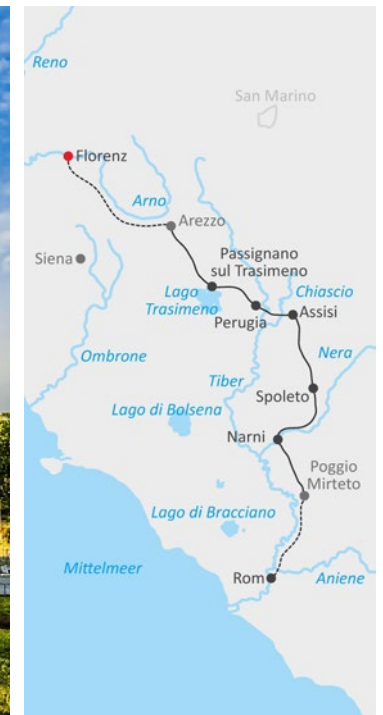 Reno
San Marino
Florenz
Arno
Arezzo
Siena
Passignano
sul Trasimeno
Lago
Trasimeno
Chiascio
Perugia
Assisi
Ombrone
Nera
Tiber
Spoleto
Lago di Bolsena
Narni
Poggio
Mirteto
Lago di Bracciano
Mittelmeer
Rom
Aniene